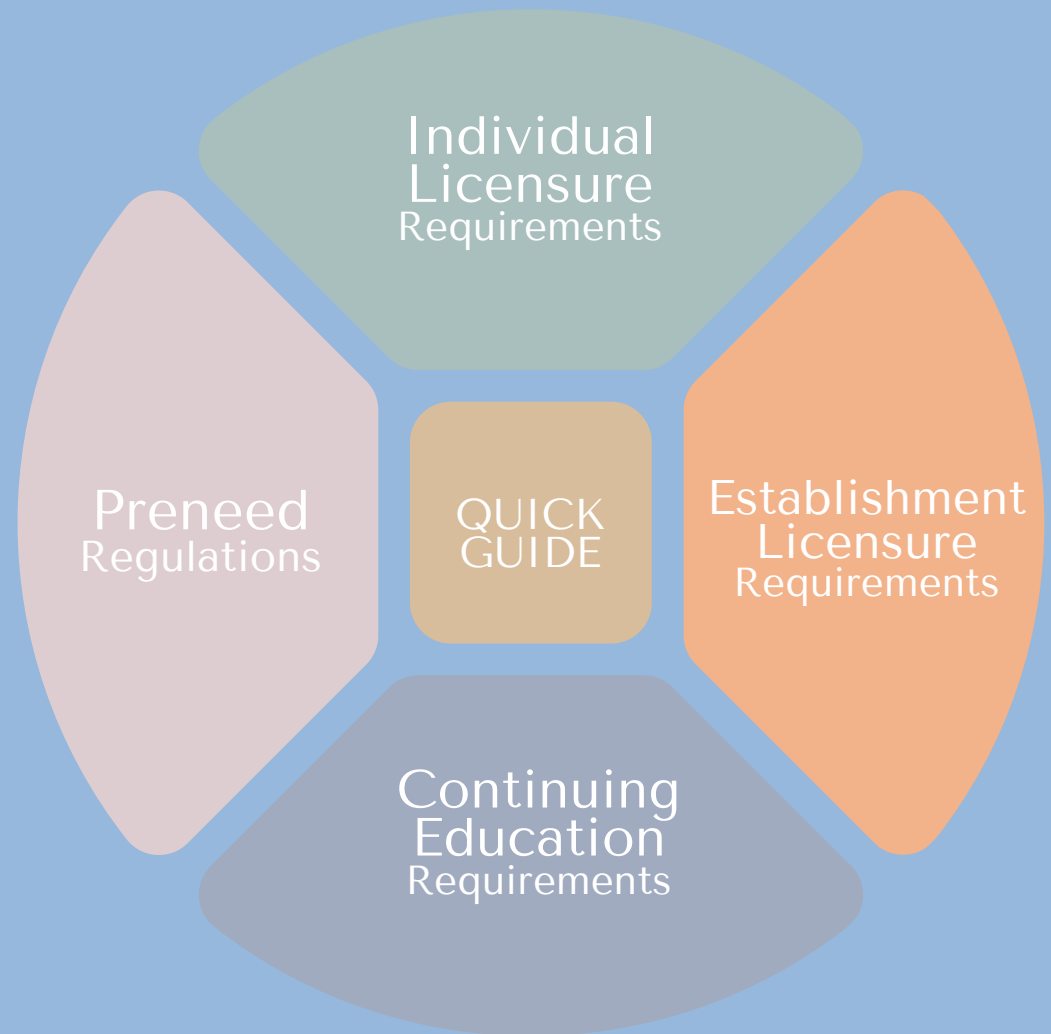 Individual
Licensure
Requirements
Preneed
Regulations
QUICK
GUIDE
Establishment
Licensure
Requirements
Continuing
Education
Requirements